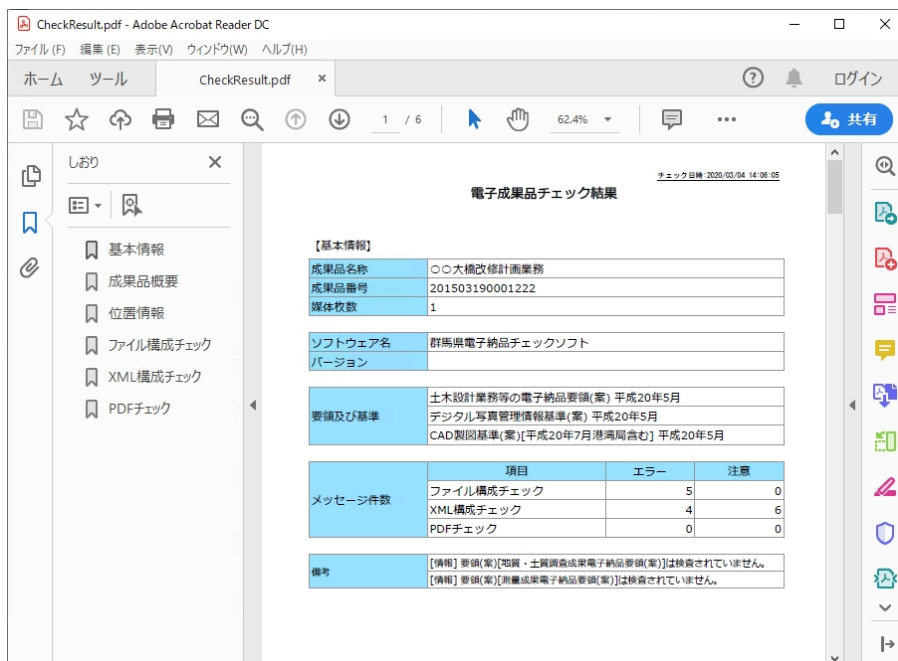 CheckResult.pdf - Adobe Acrobat Reader DC
ファイル(F) 編集(E) 表示(V) ウィンドウ(W) ヘルプ(H)
ホーム ツール CheckResult.pdf × ログイン
1 / 6 62.4% 共有
しおり
基本情報
成果品概要
位置情報
ファイル構成チェック
XML構成チェック
PDFチェック
チェック日時:2020/03/04 14:06:05
電子成果品チェック結果
【基本情報】
成果品名称 〇〇大橋改修計画業務
成果品番号 201503190001222
媒体枚数 1
ソフトウェア名 群馬県電子納品チェックソフト
バージョン
要領及び基準
土木設計業務等の電子納品要領(案) 平成20年5月
デジタル写真管理情報基準(案) 平成20年5月
CAD製図基準(案)[平成20年7月港湾局含む] 平成20年5月
メッセージ件数
項目 エラー 注意
ファイル構成チェック 5 0
XML構成チェック 4 6
PDFチェック 0 0
備考
[情報] 要領(案)[地質・土質調査成果電子納品要領(案)]は検査されていません。
[情報] 要領(案)[測量成果電子納品要領(案)]は検査されていません。